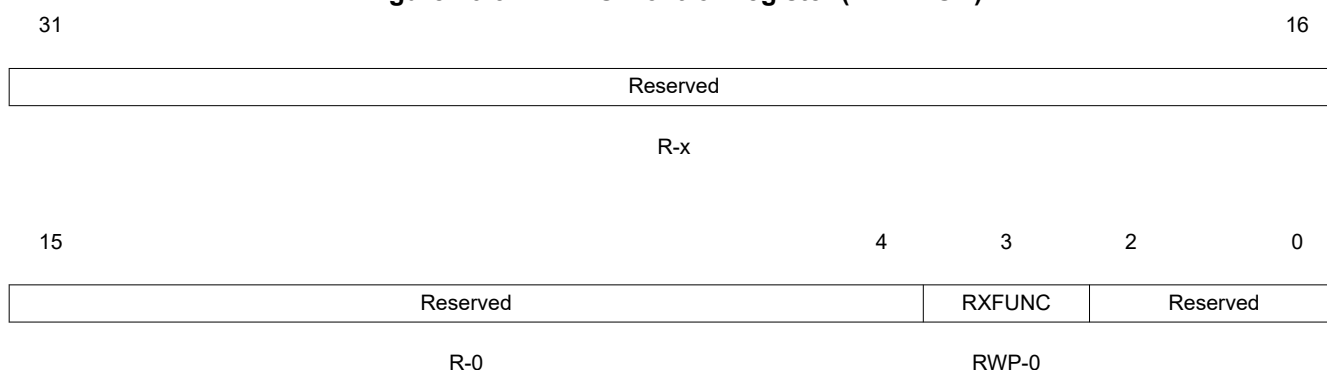 31 16
Reserved
R-x
15 4 3 2 0
Reserved RXFUNC Reserved
R-0 RWP-0